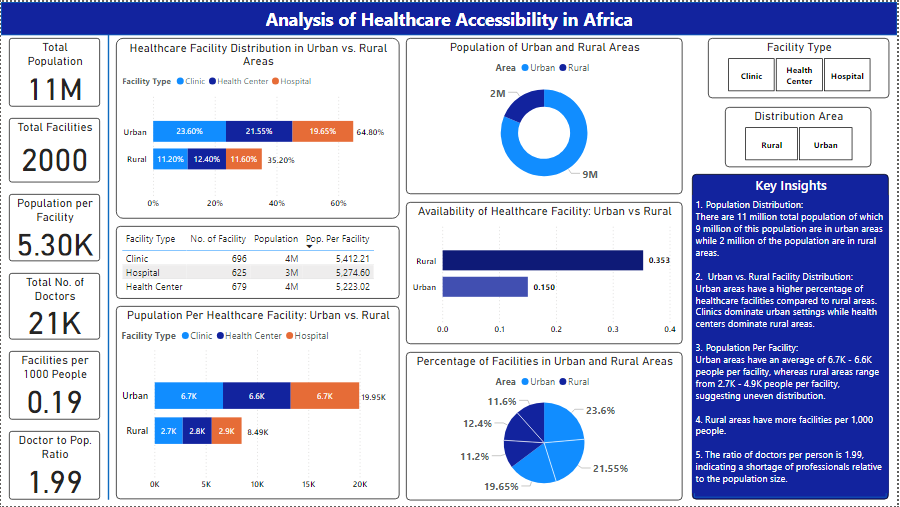 Analysis of Healthcare Accessibility in Africa
Total
Population
11M
Total Facilities
2000
Population per
Facility
5.30K
Total No. of
Doctors
21K
Facilities per
1000 People
0.19
Doctor to Pop.
Ratio
1.99
Healthcare Facility Distribution in Urban vs. Rural
Areas
Facility Type Clinic Health Center Hospital
Urban 23.60% 21.55% 19.65% 64.80%
Rural 11.20% 12.40% 11.60% 35.20%
0% 20% 40% 60%
Facility Type No. of Facility Population Pop. Per Facility
Clinic 696 4M 5,412.21
Hospital 625 3M 5,274.60
Health Center 679 4M 5,223.02
Pupulation Per Healthcare Facility: Urban vs. Rural
Facility Type Clinic Health Center Hospital
Urban 6.7K 6.6K 6.7K 19.95K
Rural 2.7K 2.8K 2.9K 8.49K
0K 5K 10K 15K 20K
Population of Urban and Rural Areas
Area Urban Rural
2M
9M
Availability of Healthcare Facility: Urban vs Rural
Rural 0.353
Urban 0.150
0.0 0.1 0.2 0.3 0.4
Percentage of Facilities in Urban and Rural Areas
Area Urban Rural
11.6%
23.6%
12.4%
11.2%
21.55%
19.65%
Facility Type
Clinic
Health
Center
Hospital
Distribution Area
Rural Urban
Key Insights
1. Population Distribution:
There are 11 million total population of which
9 million of this population are in urban areas
while 2 million of the population are in rural
areas.
2. Urban vs. Rural Facility Distribution:
Urban areas have a higher percentage of
healthcare facilities compared to rural areas.
Clinics dominate urban settings while health
centers dominate rural areas.
3. Population Per Facility:
Urban areas have an average of 6.7K - 6.6K
people per facility, whereas rural areas range
from 2.7K - 4.9K people per facility,
suggesting uneven distribution.
4. Rural areas have more facilities per 1,000
people.
5. The ratio of doctors per person is 1.99,
indicating a shortage of professionals relative
to the population size.